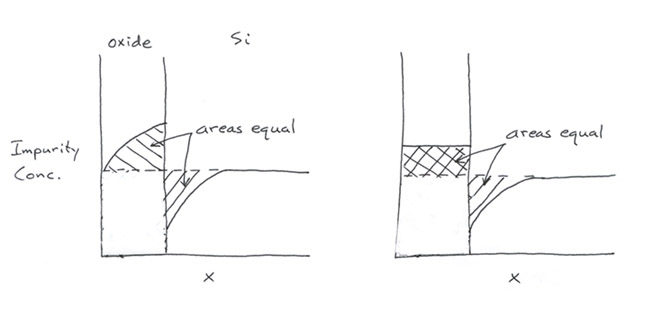 oxide
Si
areas equal
Impurity
Conc.
x
areas equal
x